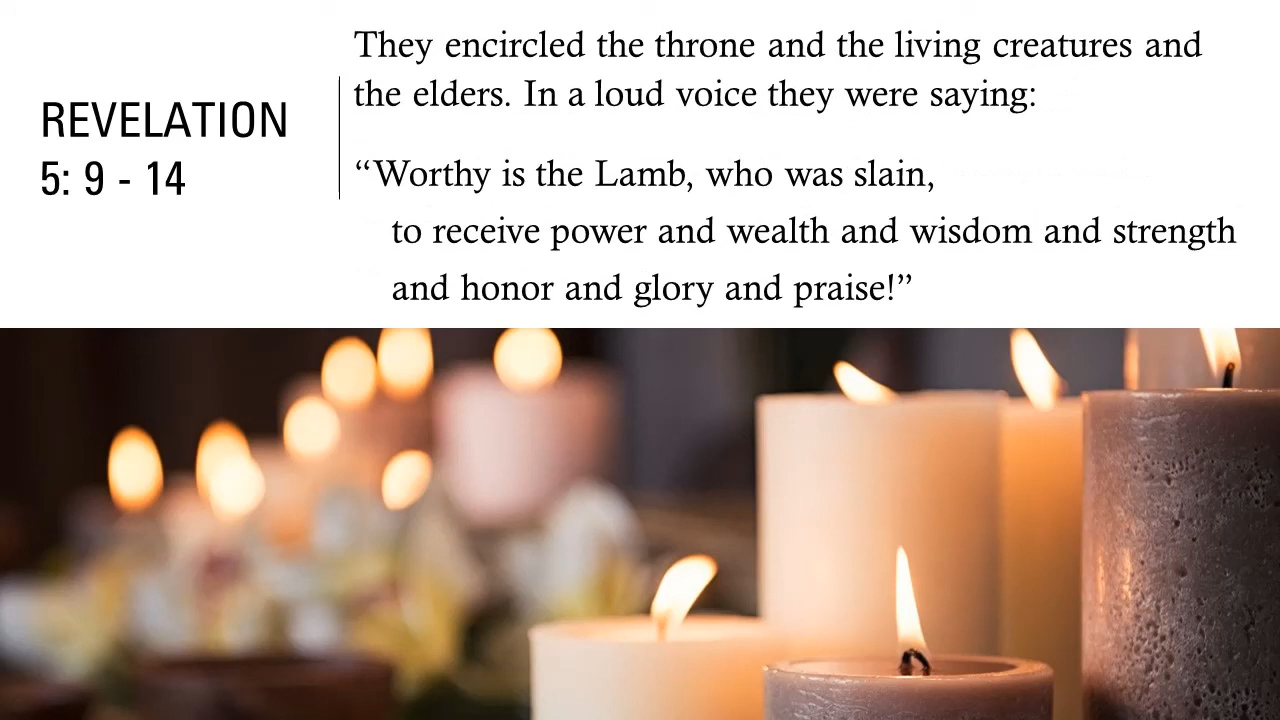 REVELATION
5: 9 - 14
They encircled the throne and the living creatures and
the elders. In a loud voice they were saying:
“Worthy is the Lamb, who was slain,
to receive power and wealth and wisdom and strength
and honor and glory and praise!”